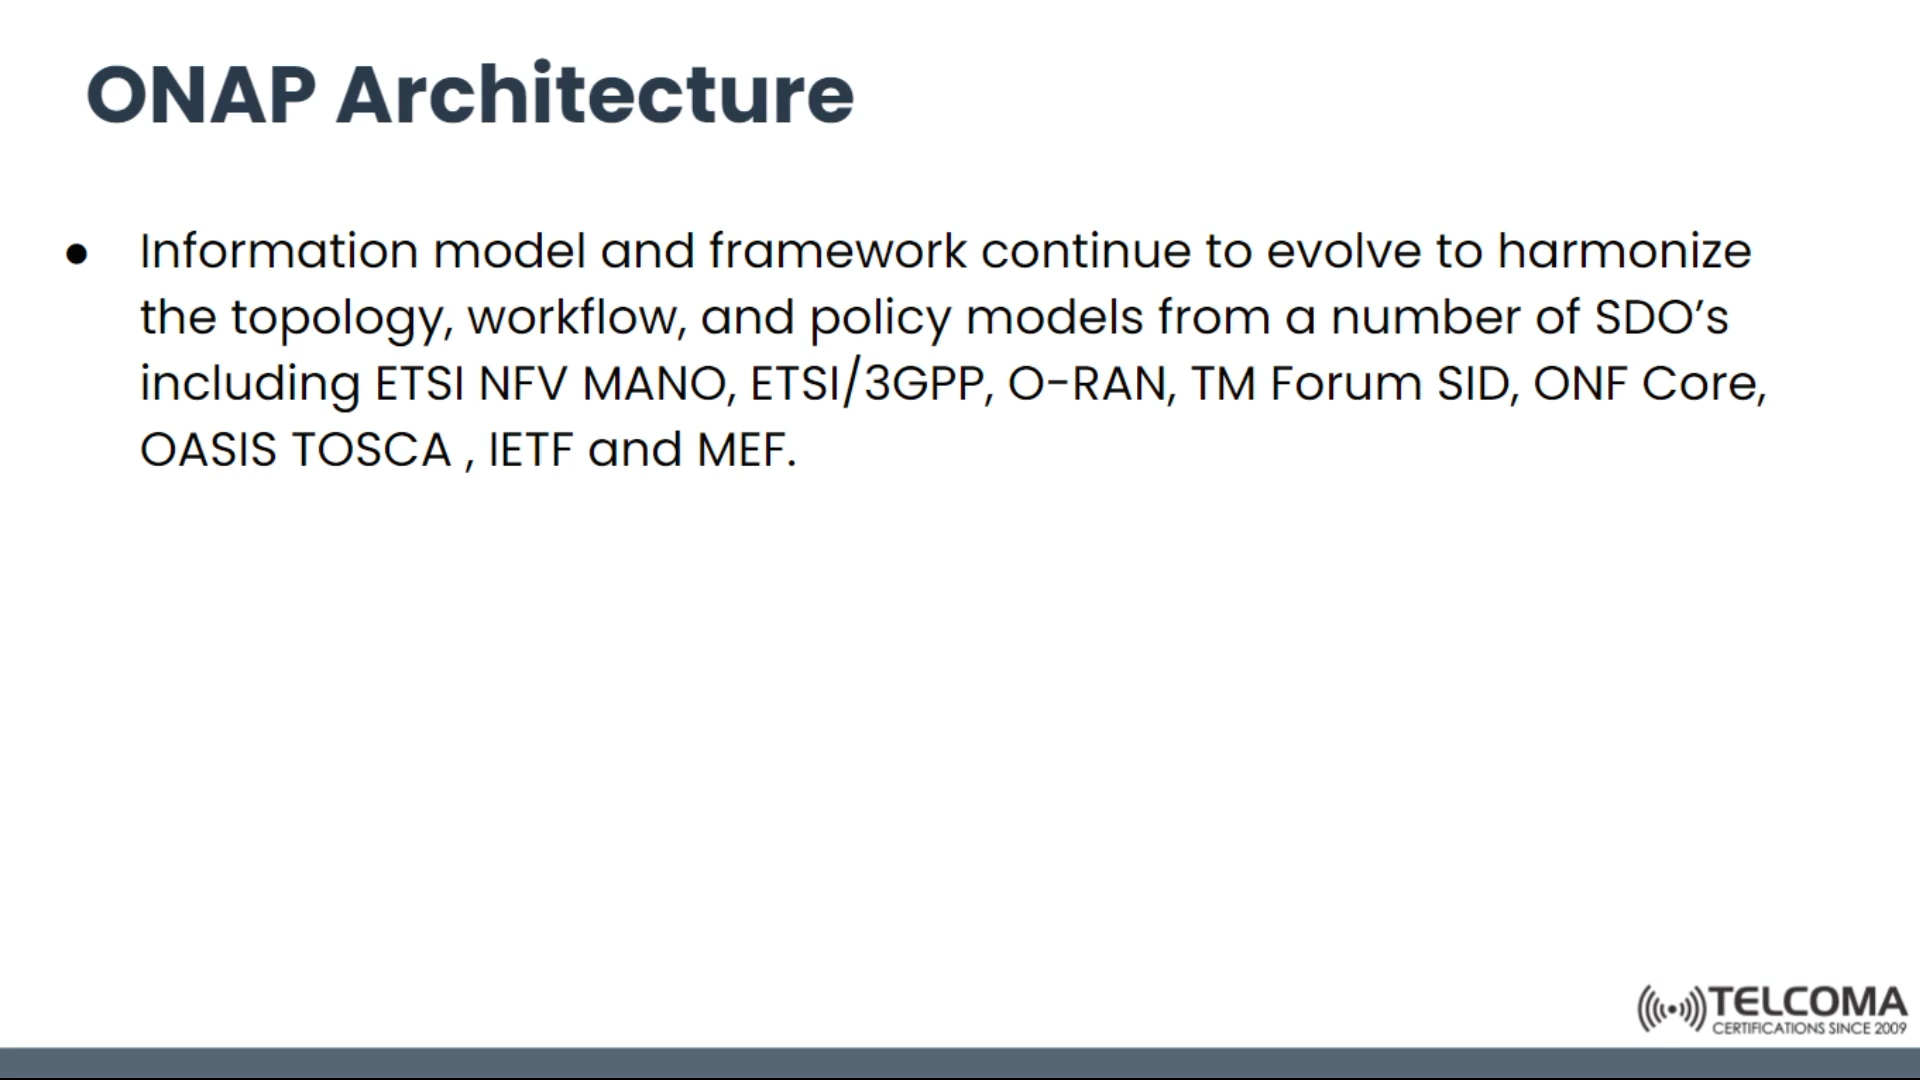 ONAP Architecture
● Information model and framework continue to evolve to harmonize
the topology, workflow, and policy models from a number of SDO’s
including ETSI NFV MANO, ETSI/3GPP, O-RAN, TM Forum SID, ONF Core,
OASIS TOSCA , IETF and MEF.
TELCOMA
CERTIFICATIONS SINCE 2009